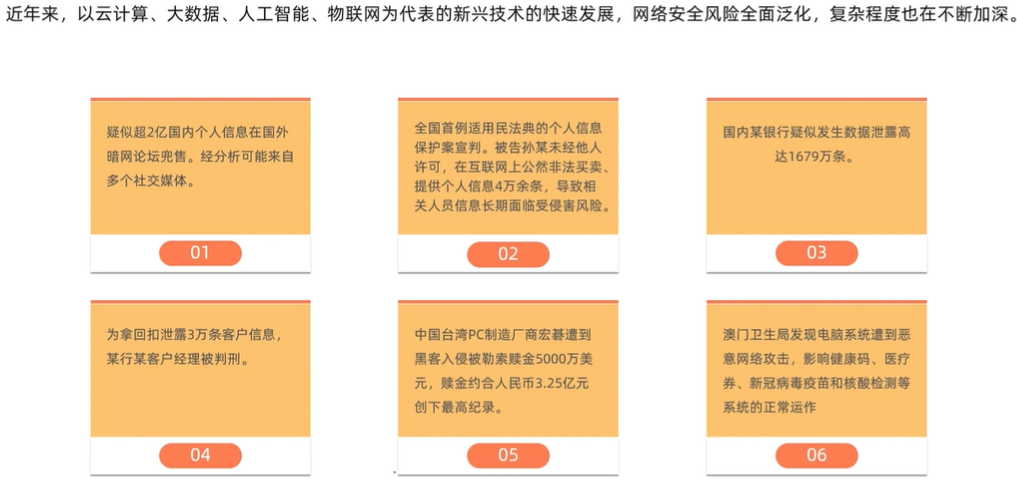 近年来，以云计算、大数据、人工智能、物联网为代表的新兴技术的快速发展，网络安全风险全面泛化，复杂程度也在不断加深。
疑似超2亿国内个人信息在国外
暗网论坛兜售。经分析可能来自
多个社交媒体。
01
全国首例适用民法典的个人信息
保护案宣判。被告孙某未经他人
许可，在互联网上公然非法买卖、
提供个人信息4万余条，导致相
关人员信息长期面临受侵害风险。
02
国内某银行疑似发生数据泄露高
达1679万条。
03
为拿回扣泄露3万条客户信息，
某行某客户经理被判刑。
04
中国台湾PC制造厂商宏碁遭到
黑客入侵被勒索赎金5000万美
元，赎金约合人民币3.25亿元
创下最高纪录。
05
澳门卫生局发现电脑系统遭到恶
意网络攻击，影响健康码、医疗
券、新冠病毒疫苗和核酸检测等
系统的正常运作
06